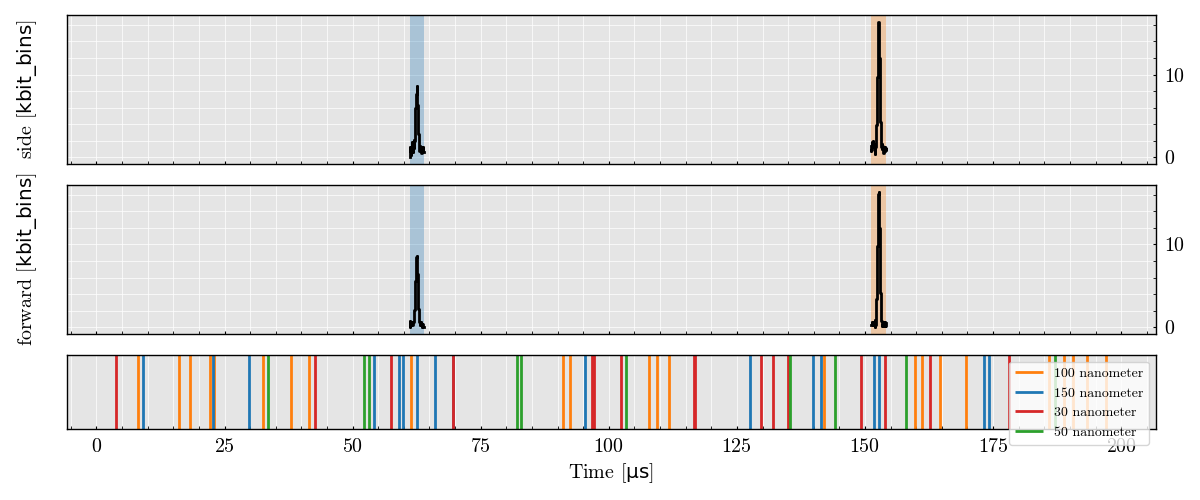 side [kbit_bins]
10
0
forward [kbit_bins]
10
0
100 nanometer
150 nanometer
30 nanometer
50 nanometer
0 25 50 75 100 125 150 175 200
Time [μs]